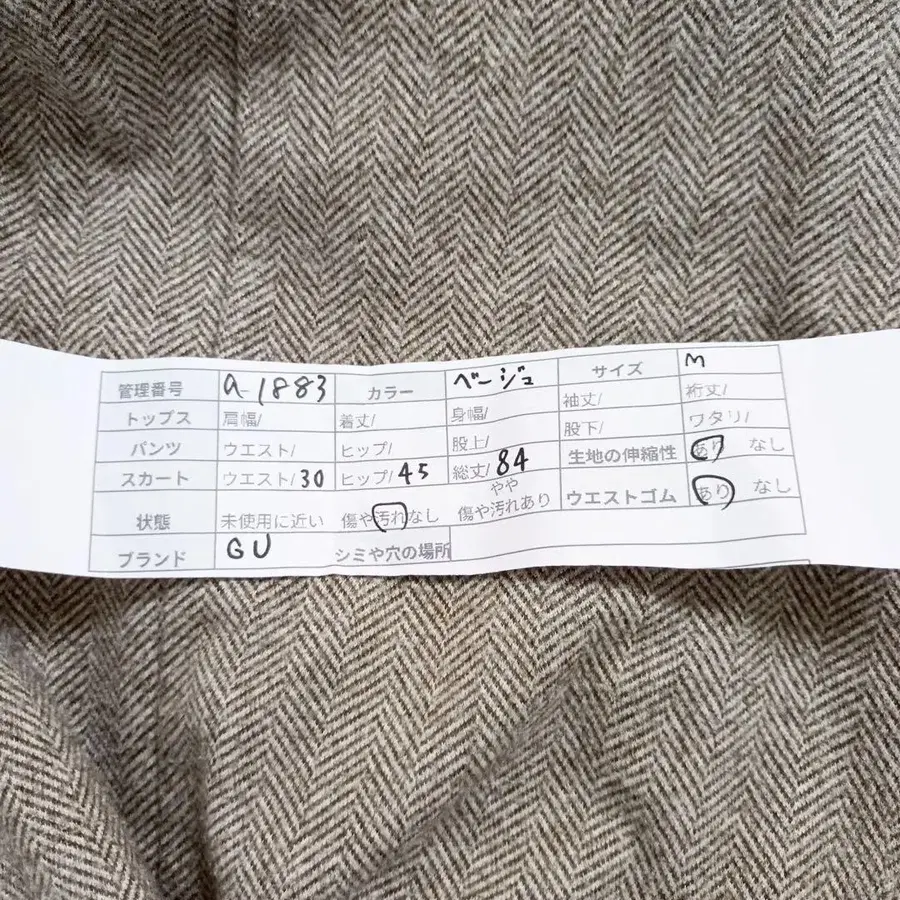 管理番号 a-1883 カラー ベージュ サイズ M
トップス 肩幅/ 着丈/ 身幅/ 袖丈/ 裄丈/
パンツ ウエスト/ ヒップ/ 股上/ 股下/ ワタリ/
スカート ウエスト/30 ヒップ/45 総丈/84 生地の伸縮性 あり なし
状態 未使用に近い 傷や汚れなし やや傷や汚れあり ウエストゴム あり なし
ブランド GU シミや穴の場所